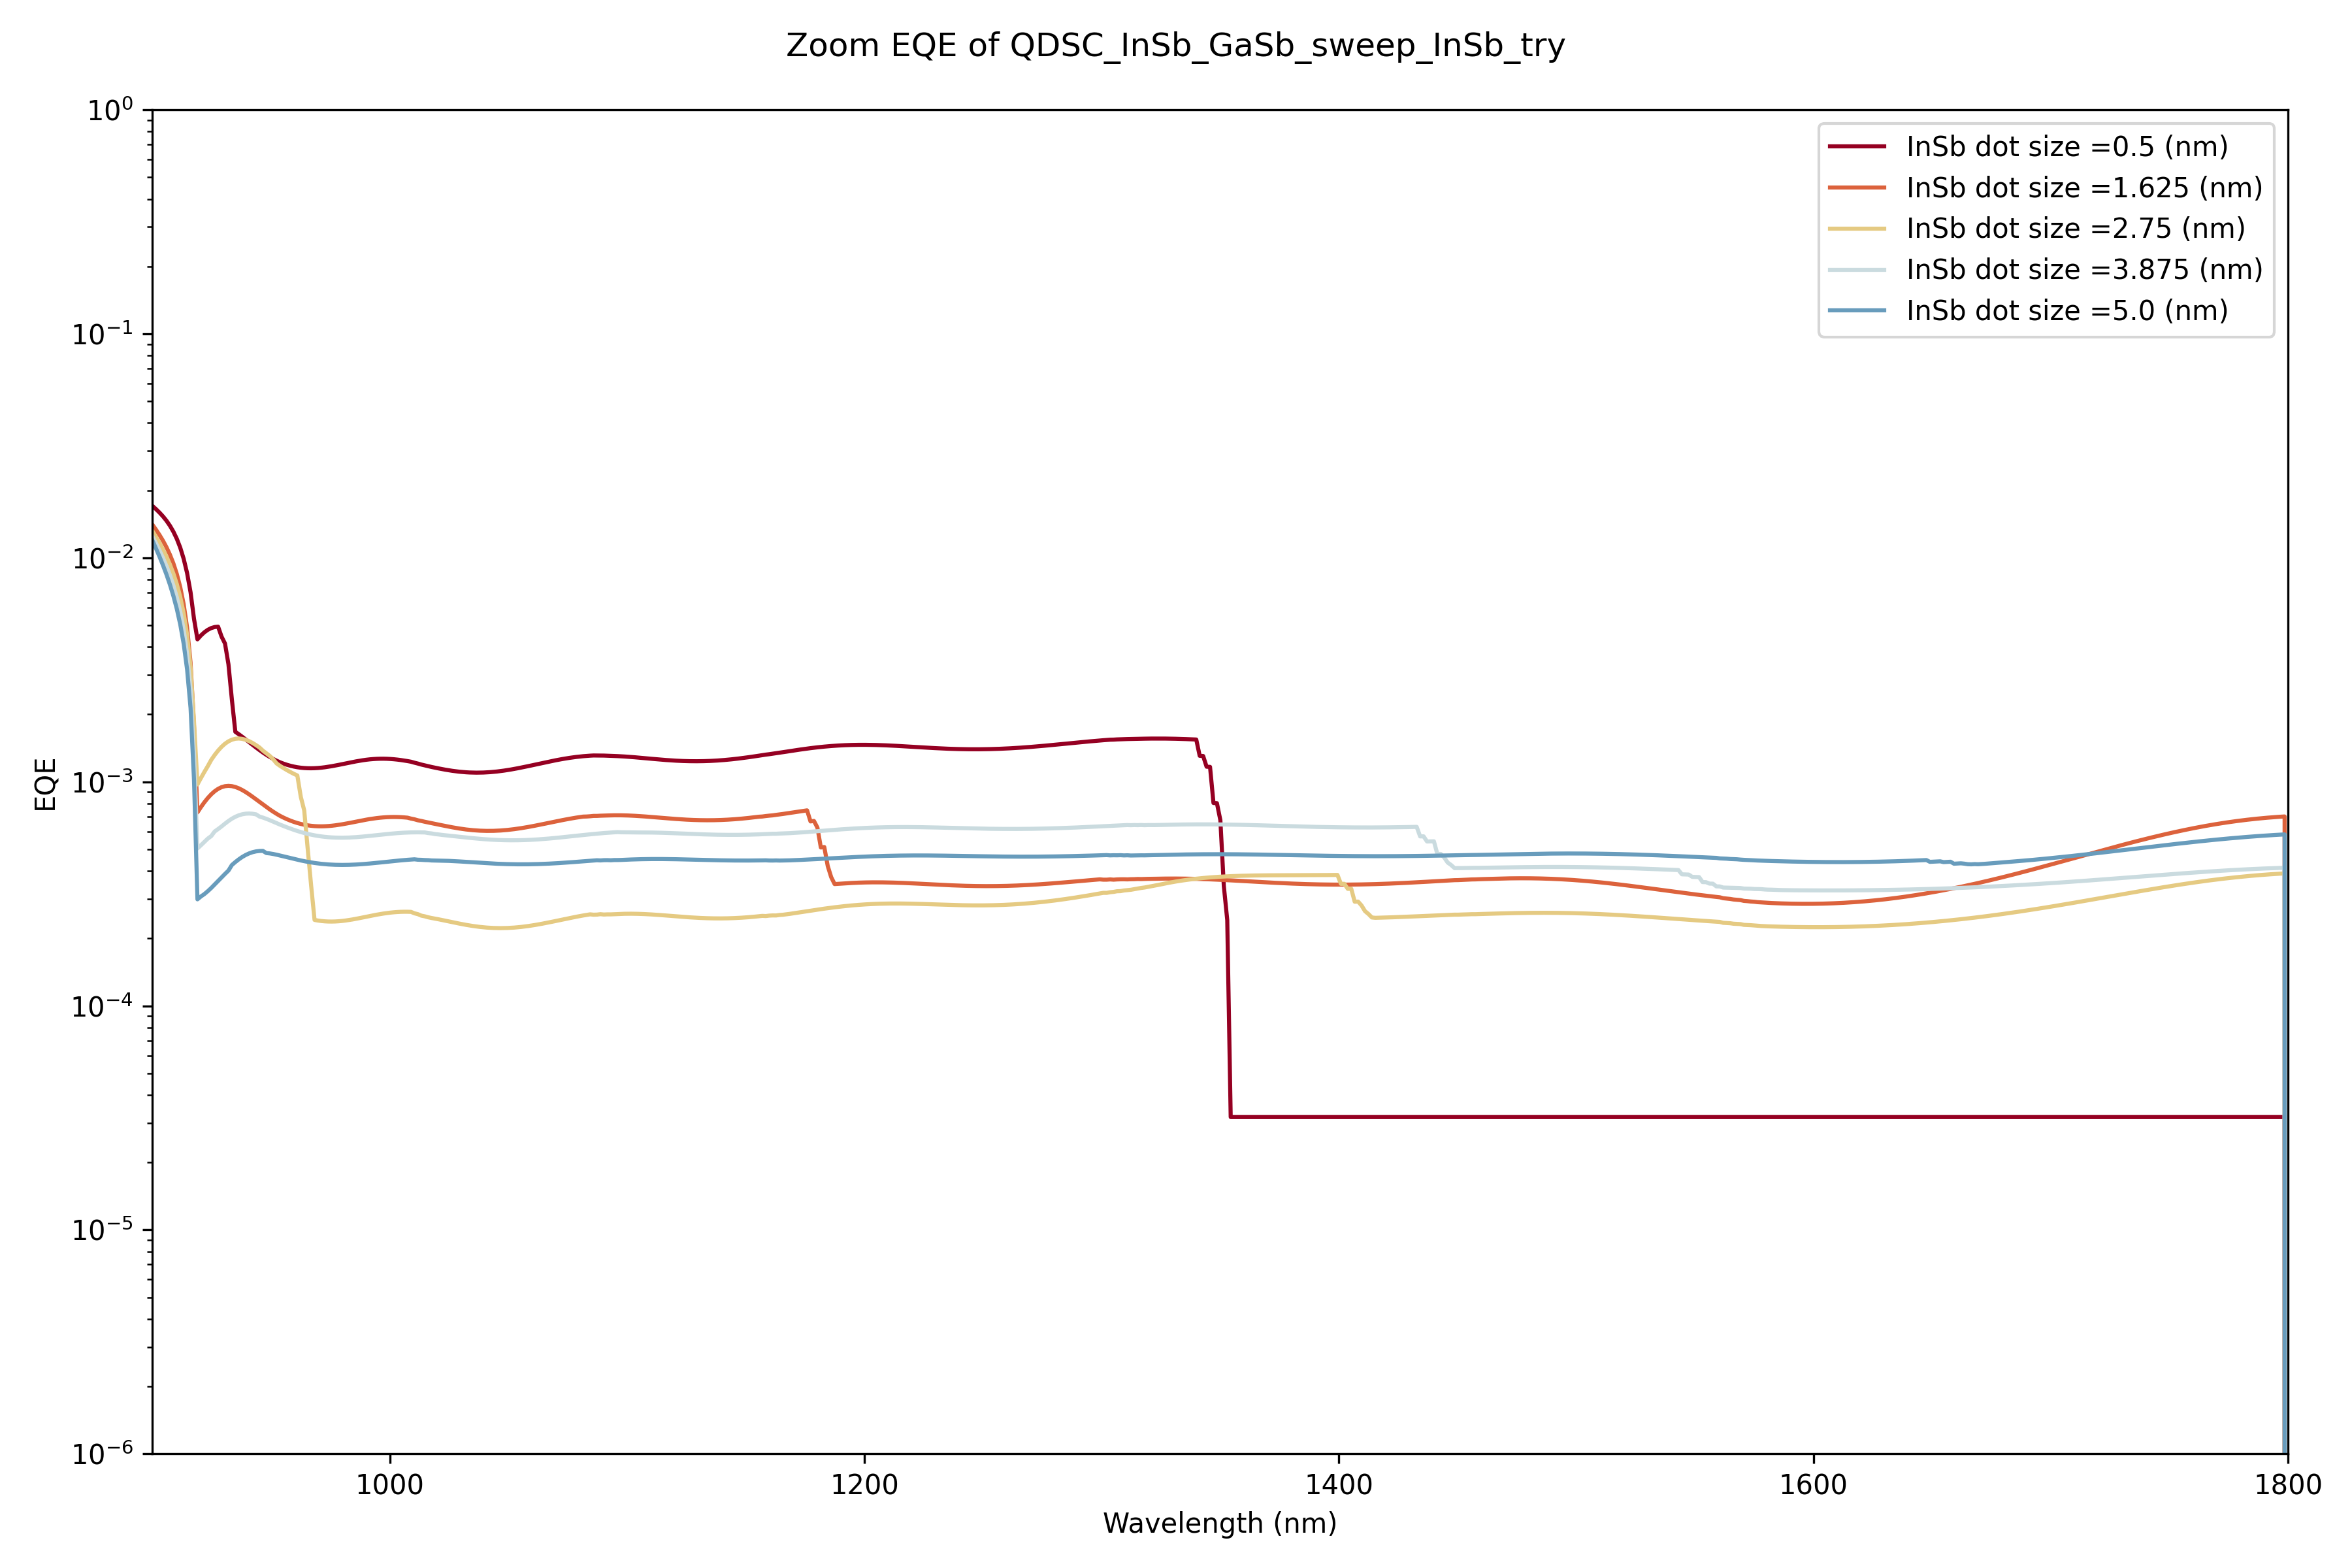 Zoom EQE of QDSC_InSb_GaSb_sweep_InSb_try
10⁰
10⁻¹
10⁻²
10⁻³
10⁻⁴
10⁻⁵
10⁻⁶
EQE
InSb dot size =0.5 (nm)
InSb dot size =1.625 (nm)
InSb dot size =2.75 (nm)
InSb dot size =3.875 (nm)
InSb dot size =5.0 (nm)
1000 1200 1400 1600 1800
Wavelength (nm)